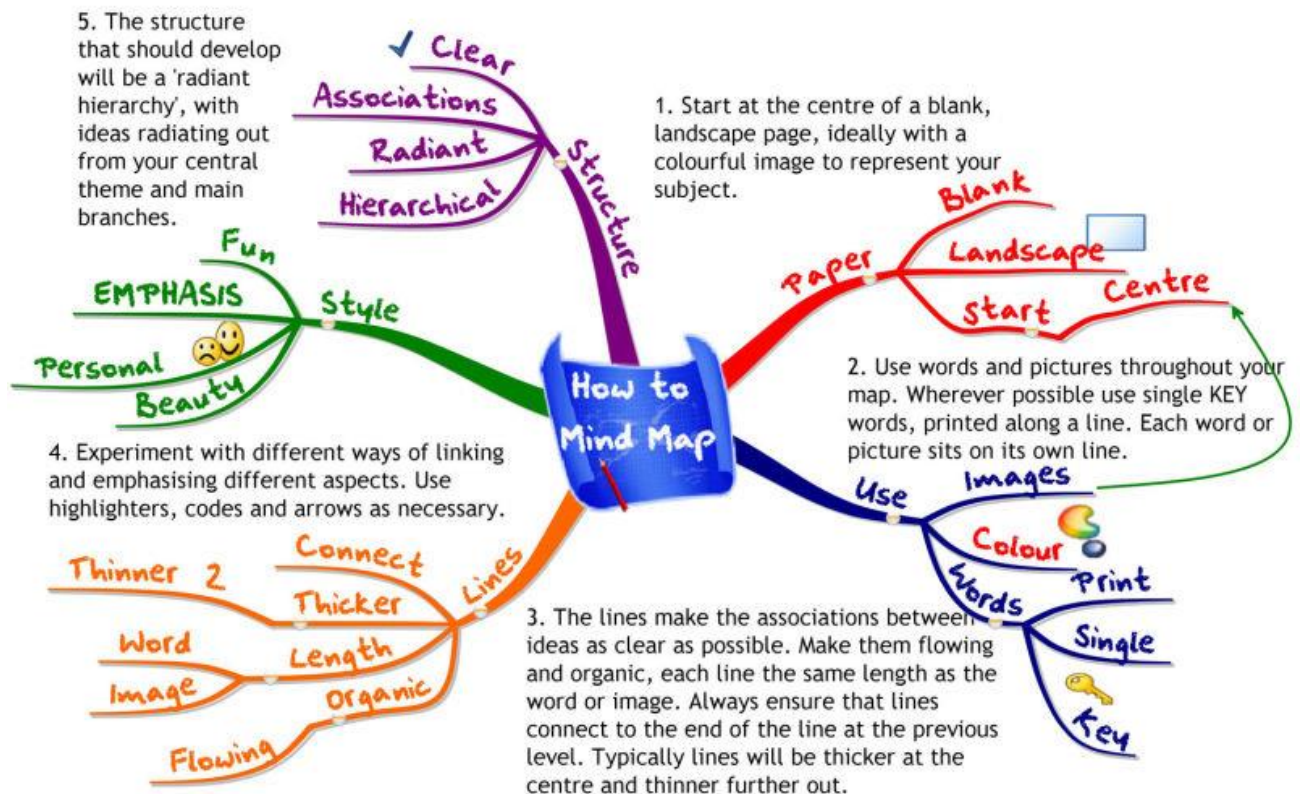 5. The structure
that should develop
will be a 'radiant
hierarchy', with
ideas radiating out
from your central
theme and main
branches.
Clear
Associations
Radiant
Hierarchical
Structure
1. Start at the centre of a blank,
landscape page, ideally with a
colourful image to represent your
subject.
Paper
Blank
Landscape
Start
Centre
Fun
EMPHASIS
Personal
Beauty
Style
How to
Mind Map
2. Use words and pictures throughout your
map. Wherever possible use single KEY
words, printed along a line. Each word or
picture sits on its own line.
Use
Images
Colour
Words
Print
Single
Key
4. Experiment with different ways of linking
and emphasising different aspects. Use
highlighters, codes and arrows as necessary.
Lines
Connect
Thicker
Thinner 2
Length
Word
Image
Organic
Flowing
3. The lines make the associations between
ideas as clear as possible. Make them flowing
and organic, each line the same length as the
word or image. Always ensure that lines
connect to the end of the line at the previous
level. Typically lines will be thicker at the
centre and thinner further out.